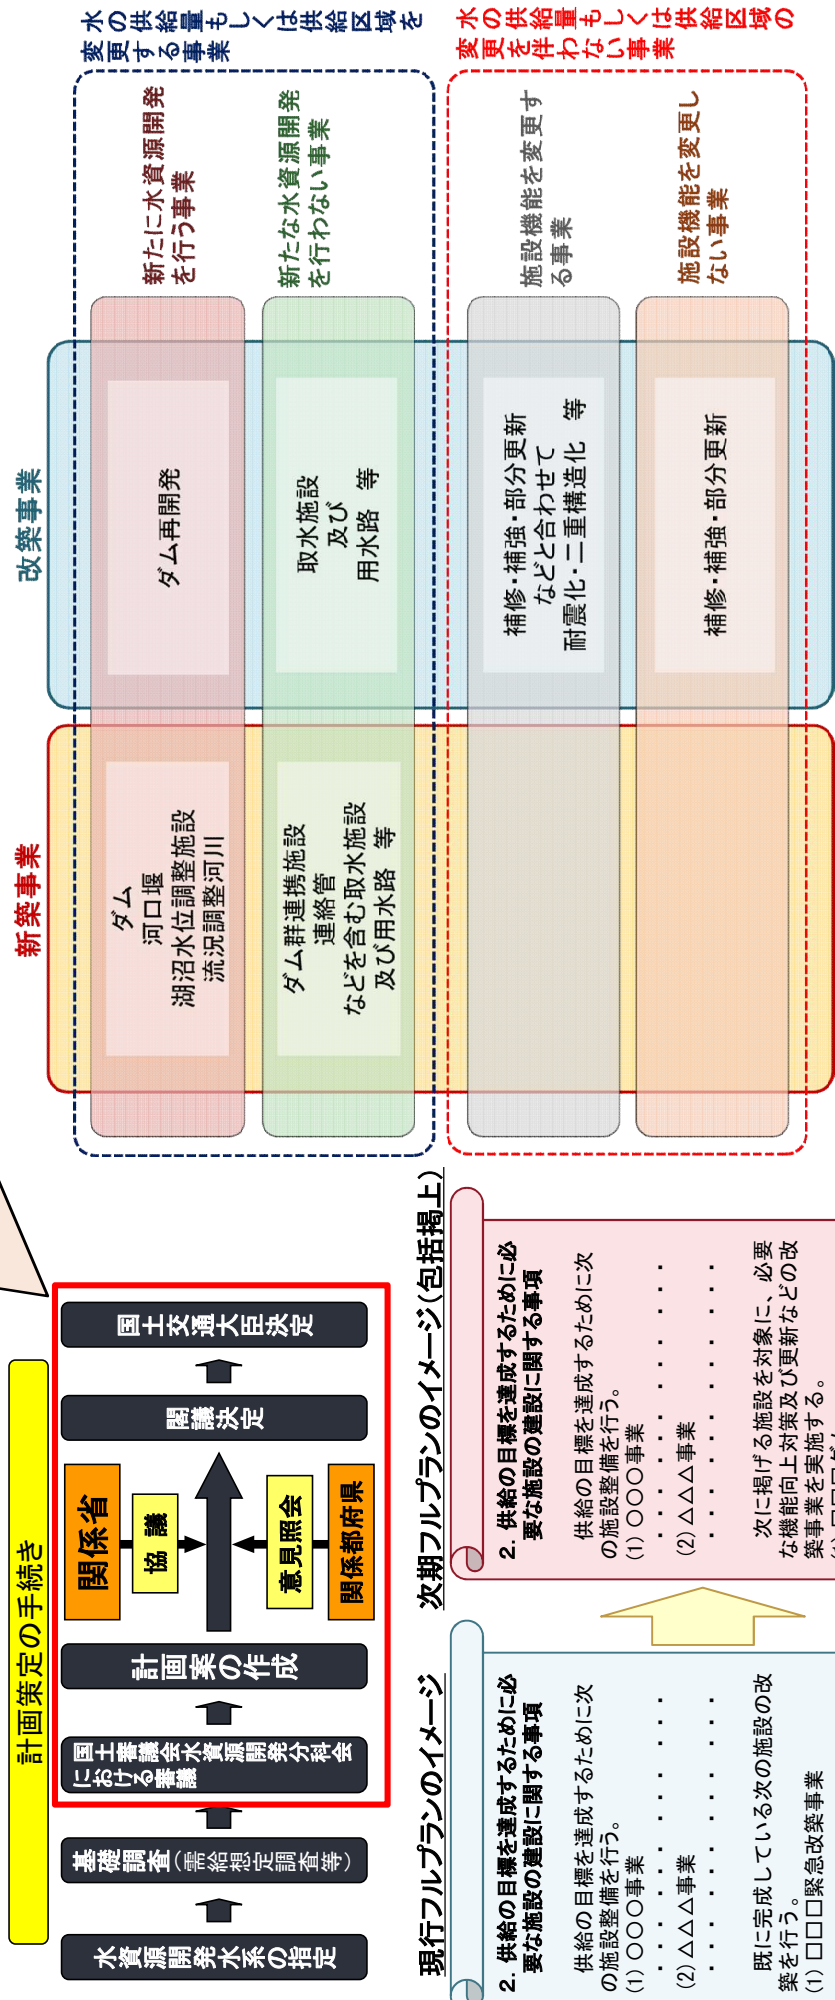 計画策定の手続き
水資源開発水系の指定
基礎調査(需給想定調査等)
国土審議会水資源開発分科会
における審議
計画案の作成
関係省
協 議
意見照会
関係都府県
閣議決定
国土交通大臣決定
現行フルプランのイメージ
2. 供給の目標を達成するために必
要な施設の建設に関する事項
供給の目標を達成するために次
の施設整備を行う。
(1) ○○○事業
・・・・・・・・・・・・
(2) △△△事業
・・・・・・・・・・・・
既に完成している次の施設の改
築を行う。
(1) □□□緊急改築事業
次期フルプランのイメージ(包括掲上)
2. 供給の目標を達成するために必
要な施設の建設に関する事項
供給の目標を達成するために次
の施設整備を行う。
(1) ○○○事業
・・・・・・・・・・・・
(2) △△△事業
・・・・・・・・・・・・
次に掲げる施設を対象に、必要
な機能向上対策及び更新などの改
築事業を実施する。
新築事業
改築事業
ダム
河口堰
湖沼水位調整施設
流況調整河川
ダム再開発
新たに水資源開発
を行う事業
ダム群連携施設
連絡管
などを含む取水施設
及び用水路 等
取水施設
及び
用水路 等
新たな水資源開発
を行わない事業
水の供給量もしくは供給区域を
変更する事業
補修・補強・部分更新
などと合わせて
耐震化・二重構造化 等
施設機能を変更す
る事業
補修・補強・部分更新
施設機能を変更し
ない事業
水の供給量もしくは供給区域の
変更を伴わない事業